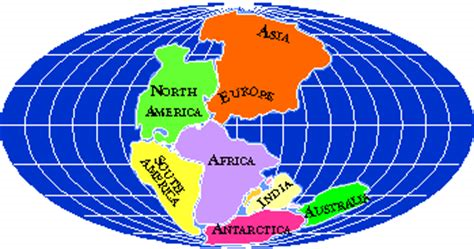 ASIA
EUROPE
NORTH
AMERICA
AFRICA
SOUTH
AMERICA
INDIA
AUSTRALIA
ANTARCTICA